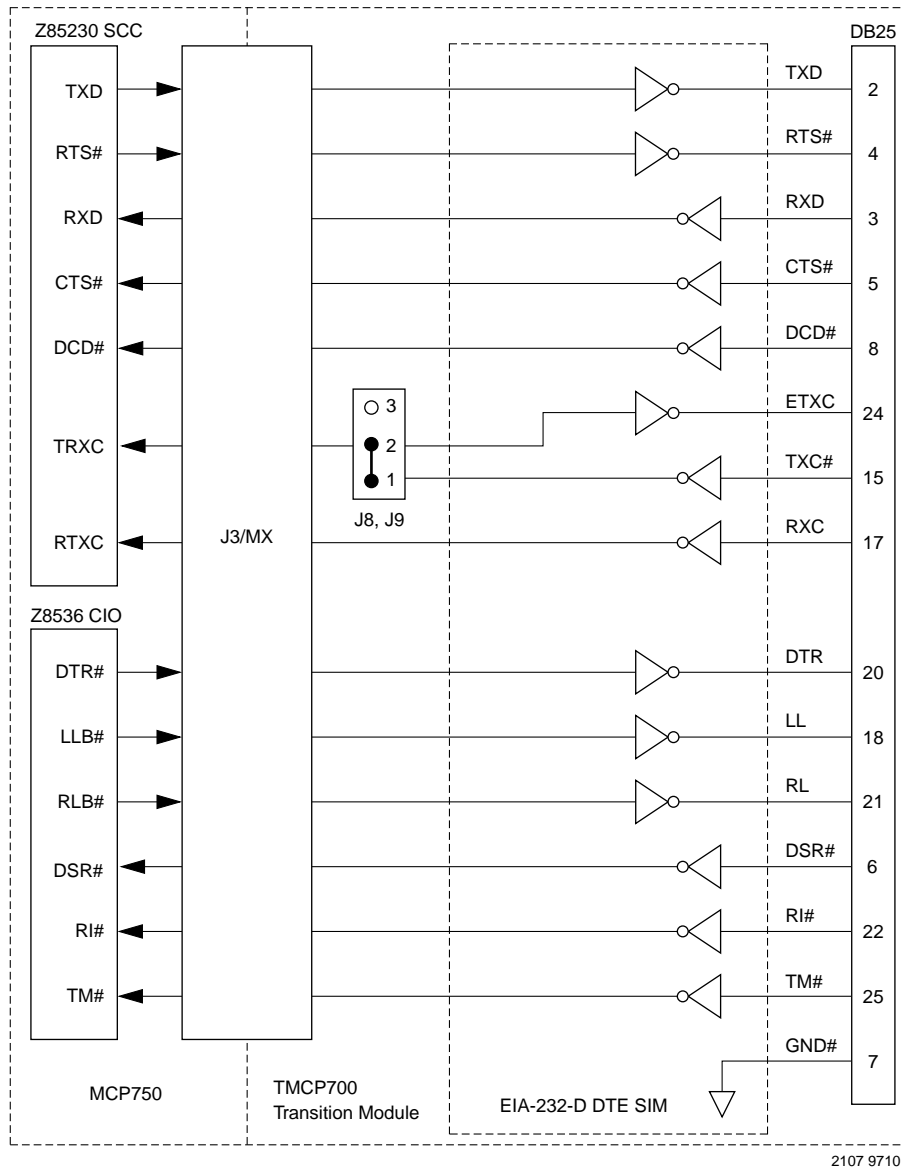 Z85230 SCC
DB25
TXD
TXD
2
RTS#
RTS#
4
RXD
RXD
3
CTS#
CTS#
5
DCD#
DCD#
8
3
ETXC
24
TRXC
2
1
TXC#
15
J8, J9
RTXC
J3/MX
RXC
17
Z8536 CIO
DTR#
DTR
20
LLB#
LL
18
RLB#
RL
21
DSR#
DSR#
6
RI#
RI#
22
TM#
TM#
25
GND#
7
MCP750
TMCP700
Transition Module
EIA-232-D DTE SIM
2107 9710